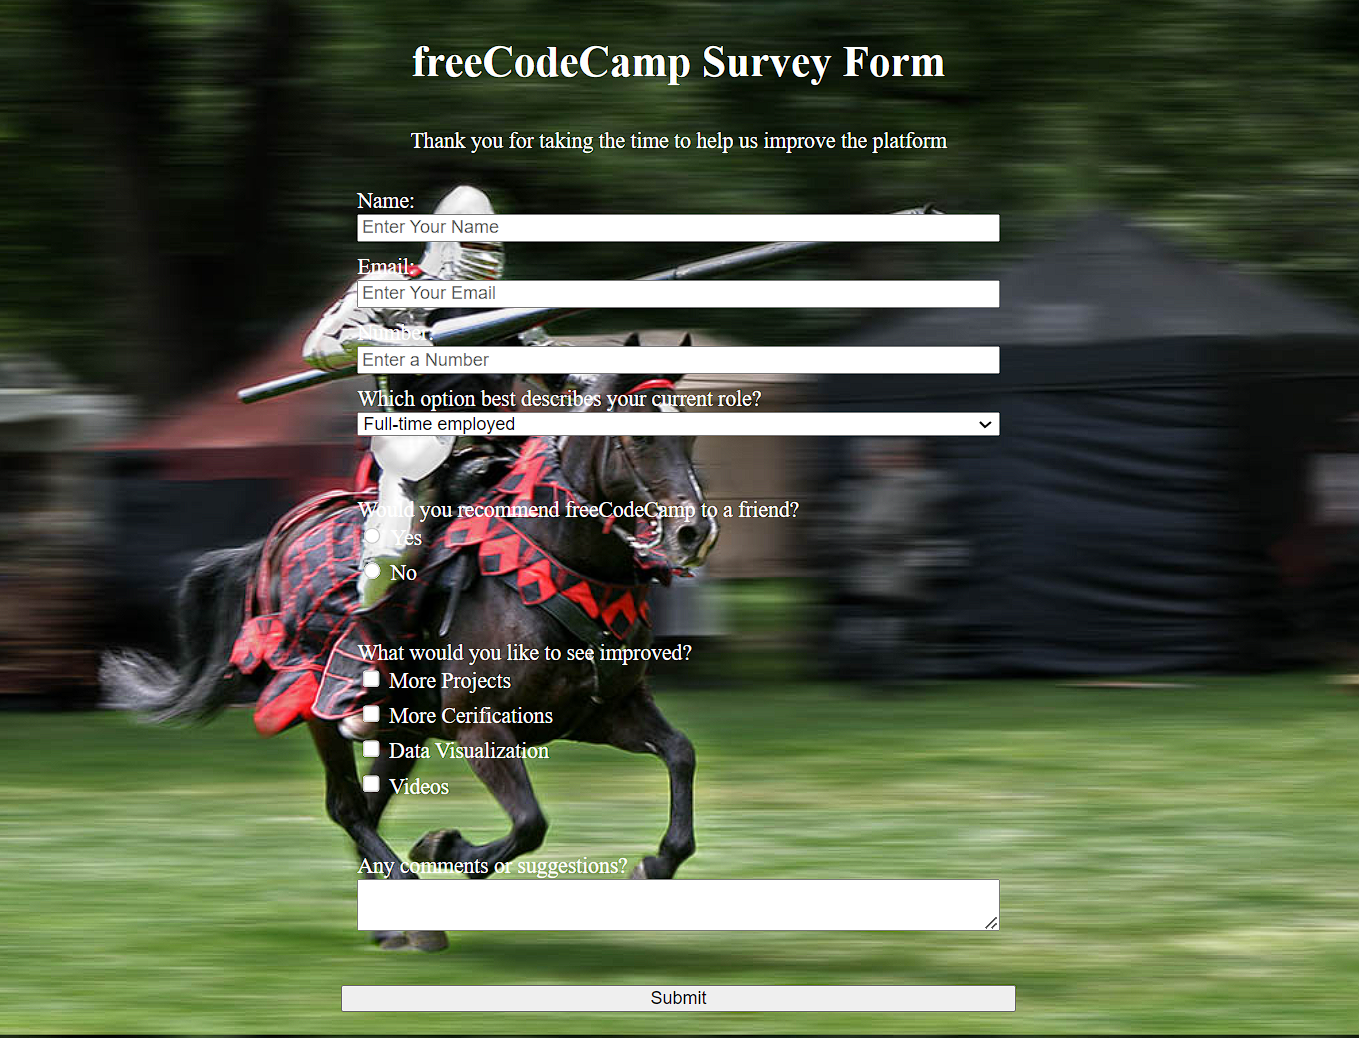 freeCodeCamp Survey Form
Thank you for taking the time to help us improve the platform
Name:
Enter Your Name
Email:
Enter Your Email
Number:
Enter a Number
Which option best describes your current role?
Full-time employed
Would you recommend freeCodeCamp to a friend?
Yes
No
What would you like to see improved?
More Projects
More Cerifications
Data Visualization
Videos
Any comments or suggestions?
Submit